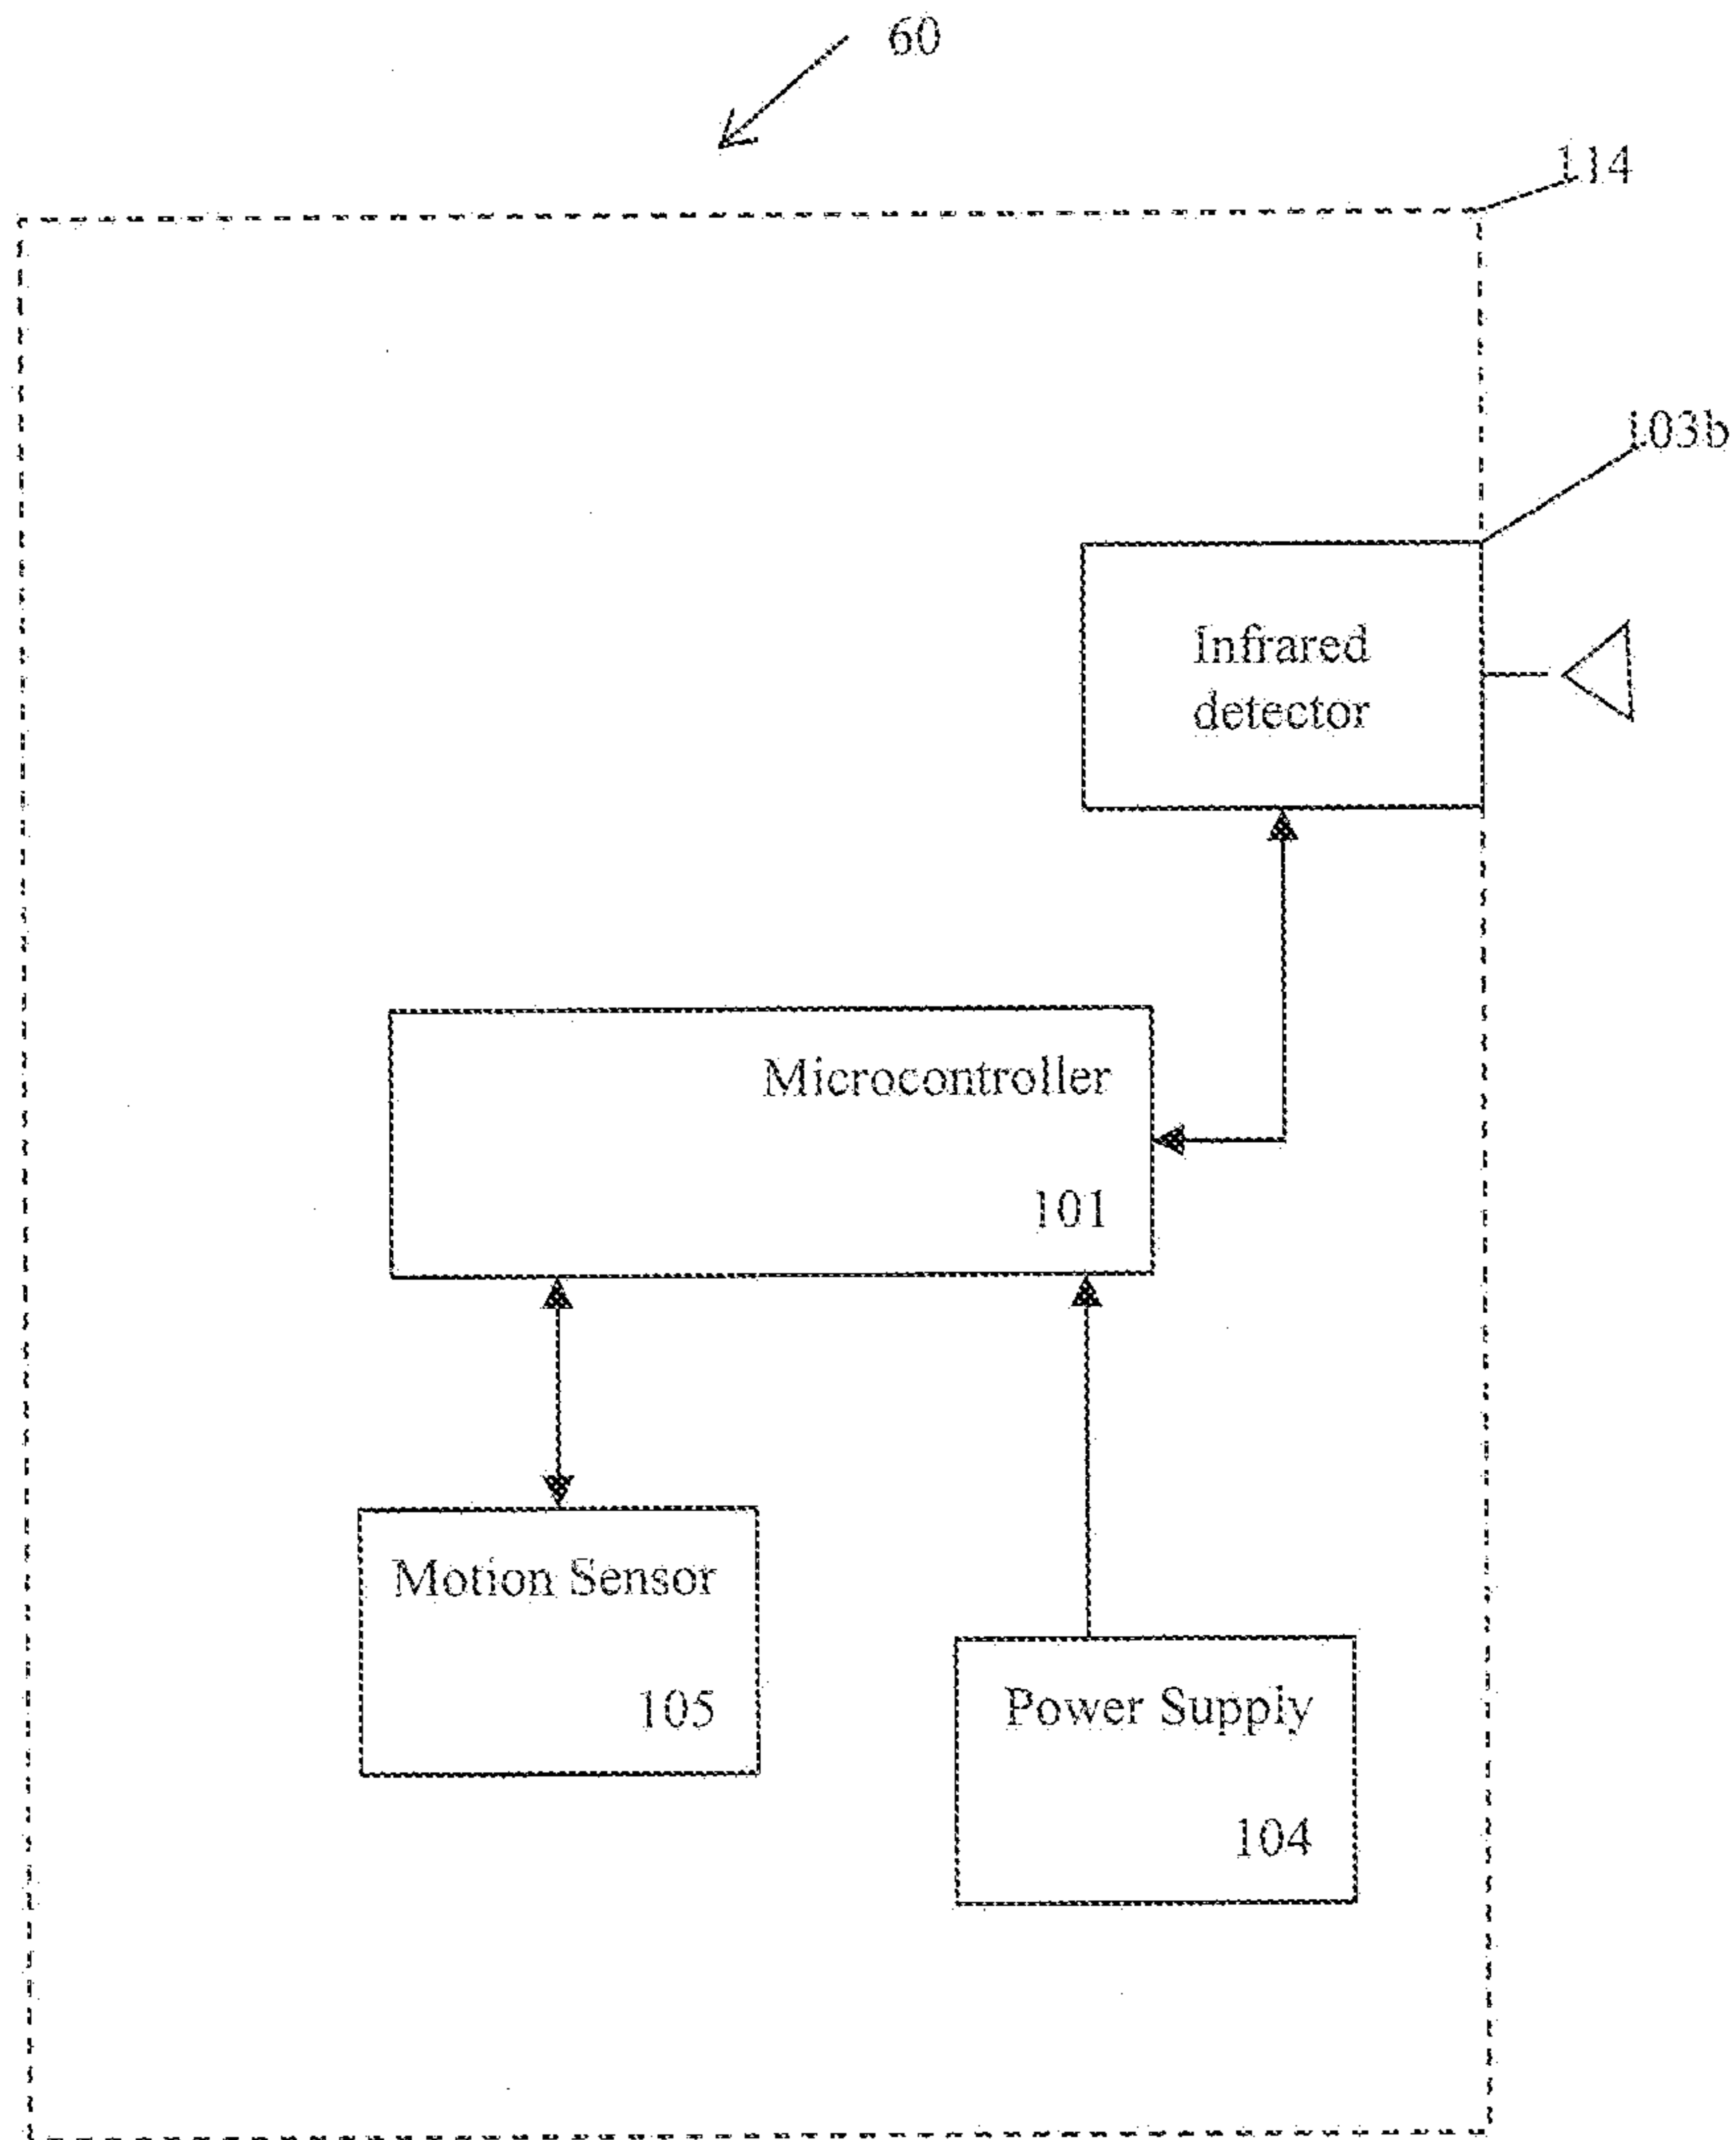 60
114
103b
Infrared
detector
Microcontroller
101
Motion Sensor
105
Power Supply
104